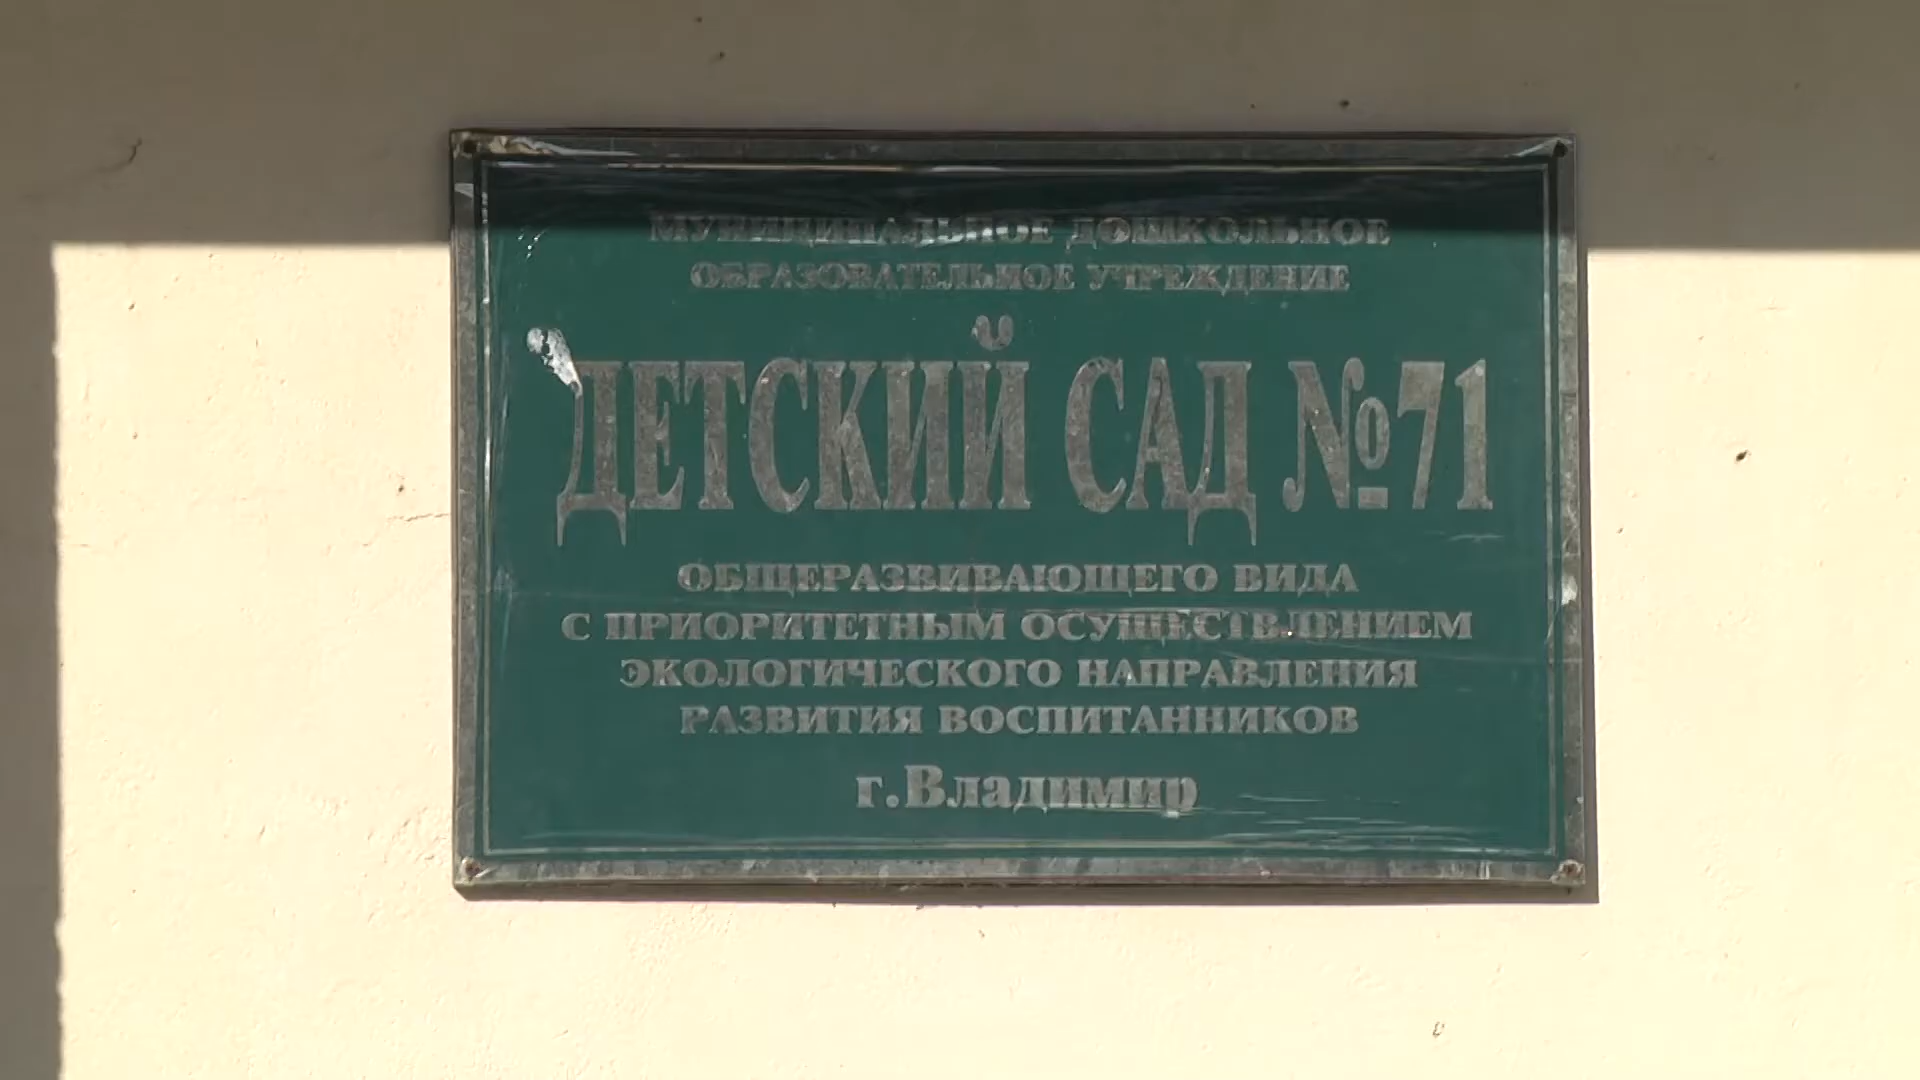 МУНИЦИПАЛЬНОЕ ДОШКОЛЬНОЕ
ОБРАЗОВАТЕЛЬНОЕ УЧРЕЖДЕНИЕ
ДЕТСКИЙ САД №71
ОБЩЕРАЗВИВАЮЩЕГО ВИДА
С ПРИОРИТЕТНЫМ ОСУЩЕСТВЛЕНИЕМ
ЭКОЛОГИЧЕСКОГО НАПРАВЛЕНИЯ
РАЗВИТИЯ ВОСПИТАННИКОВ
г.Владимир